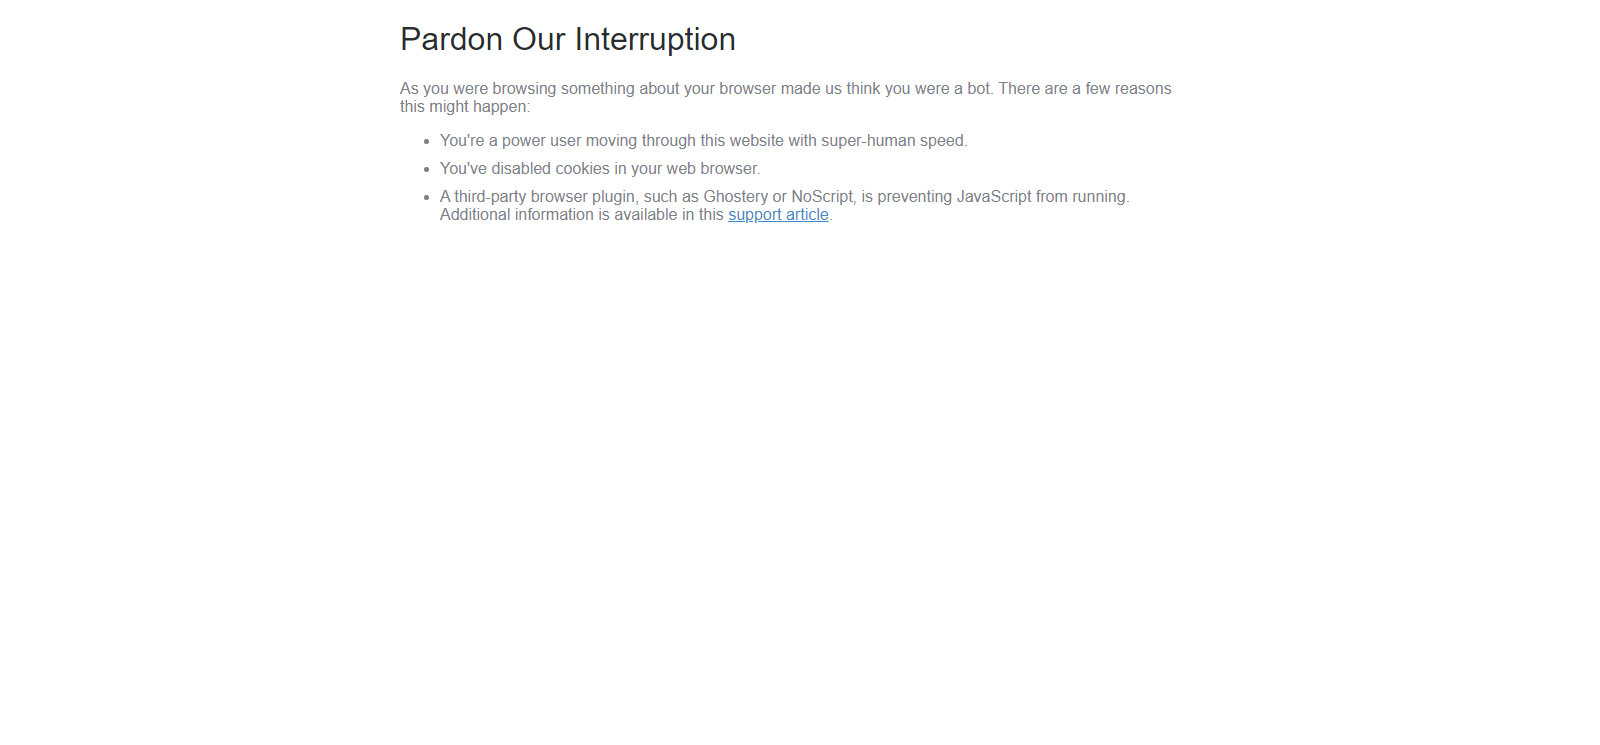 Pardon Our Interruption
As you were browsing something about your browser made us think you were a bot. There are a few reasons
this might happen:
• You're a power user moving through this website with super-human speed.
• You've disabled cookies in your web browser.
• A third-party browser plugin, such as Ghostery or NoScript, is preventing JavaScript from running.
Additional information is available in this support article.